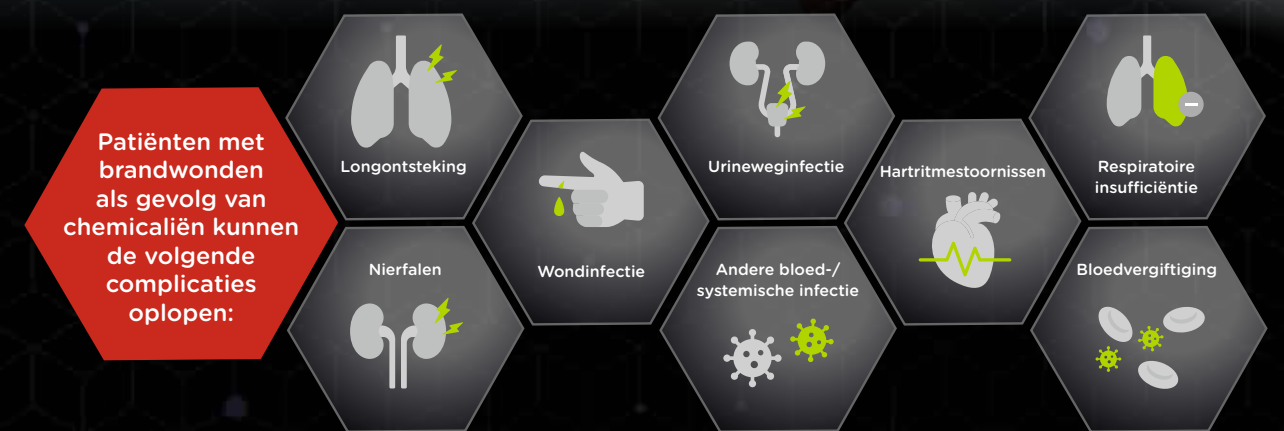 Patiënten met
brandwonden
als gevolg van
chemicaliën kunnen
de volgende
complicaties
oplopen:
Longontsteking
Nierfalen
Wondinfectie
Urineweginfectie
Andere bloed-/
systemische infectie
Hartritmestoornissen
Respiratoire
insufficiëntie
Bloedvergiftiging